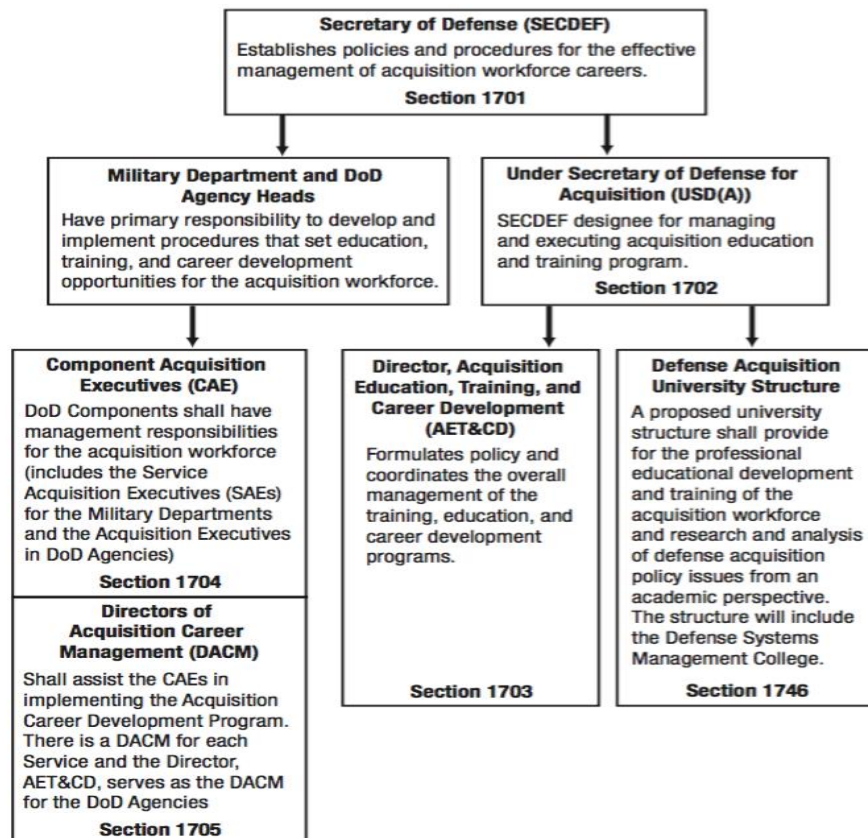 Secretary of Defense (SECDEF)
Establishes policies and procedures for the effective
management of acquisition workforce careers.
Section 1701
Military Department and DoD
Agency Heads
Have primary responsibility to develop and
implement procedures that set education,
training, and career development
opportunities for the acquisition workforce.
Under Secretary of Defense for
Acquisition (USD(A))
SECDEF designee for managing
and executing acquisition education
and training program.
Section 1702
Component Acquisition
Executives (CAE)
DoD Components shall have
management responsibilities
for the acquisition workforce
(includes the Service
Acquisition Executives (SAEs)
for the Military Departments
and the Acquisition Executives
in DoD Agencies)
Section 1704
Directors of
Acquisition Career
Management (DACM)
Shall assist the CAEs in
implementing the Acquisition
Career Development Program.
There is a DACM for each
Service and the Director,
AET&CD, serves as the DACM
for the DoD Agencies
Section 1705
Director, Acquisition
Education, Training, and
Career Development
(AET&CD)
Formulates policy and
coordinates the overall
management of the
training, education, and
career development
programs.
Section 1703
Defense Acquisition
University Structure
A proposed university
structure shall provide
for the professional
educational development
and training of the
acquisition workforce
and research and analysis
of defense acquisition
policy issues from an
academic perspective.
The structure will include
the Defense Systems
Management College.
Section 1746